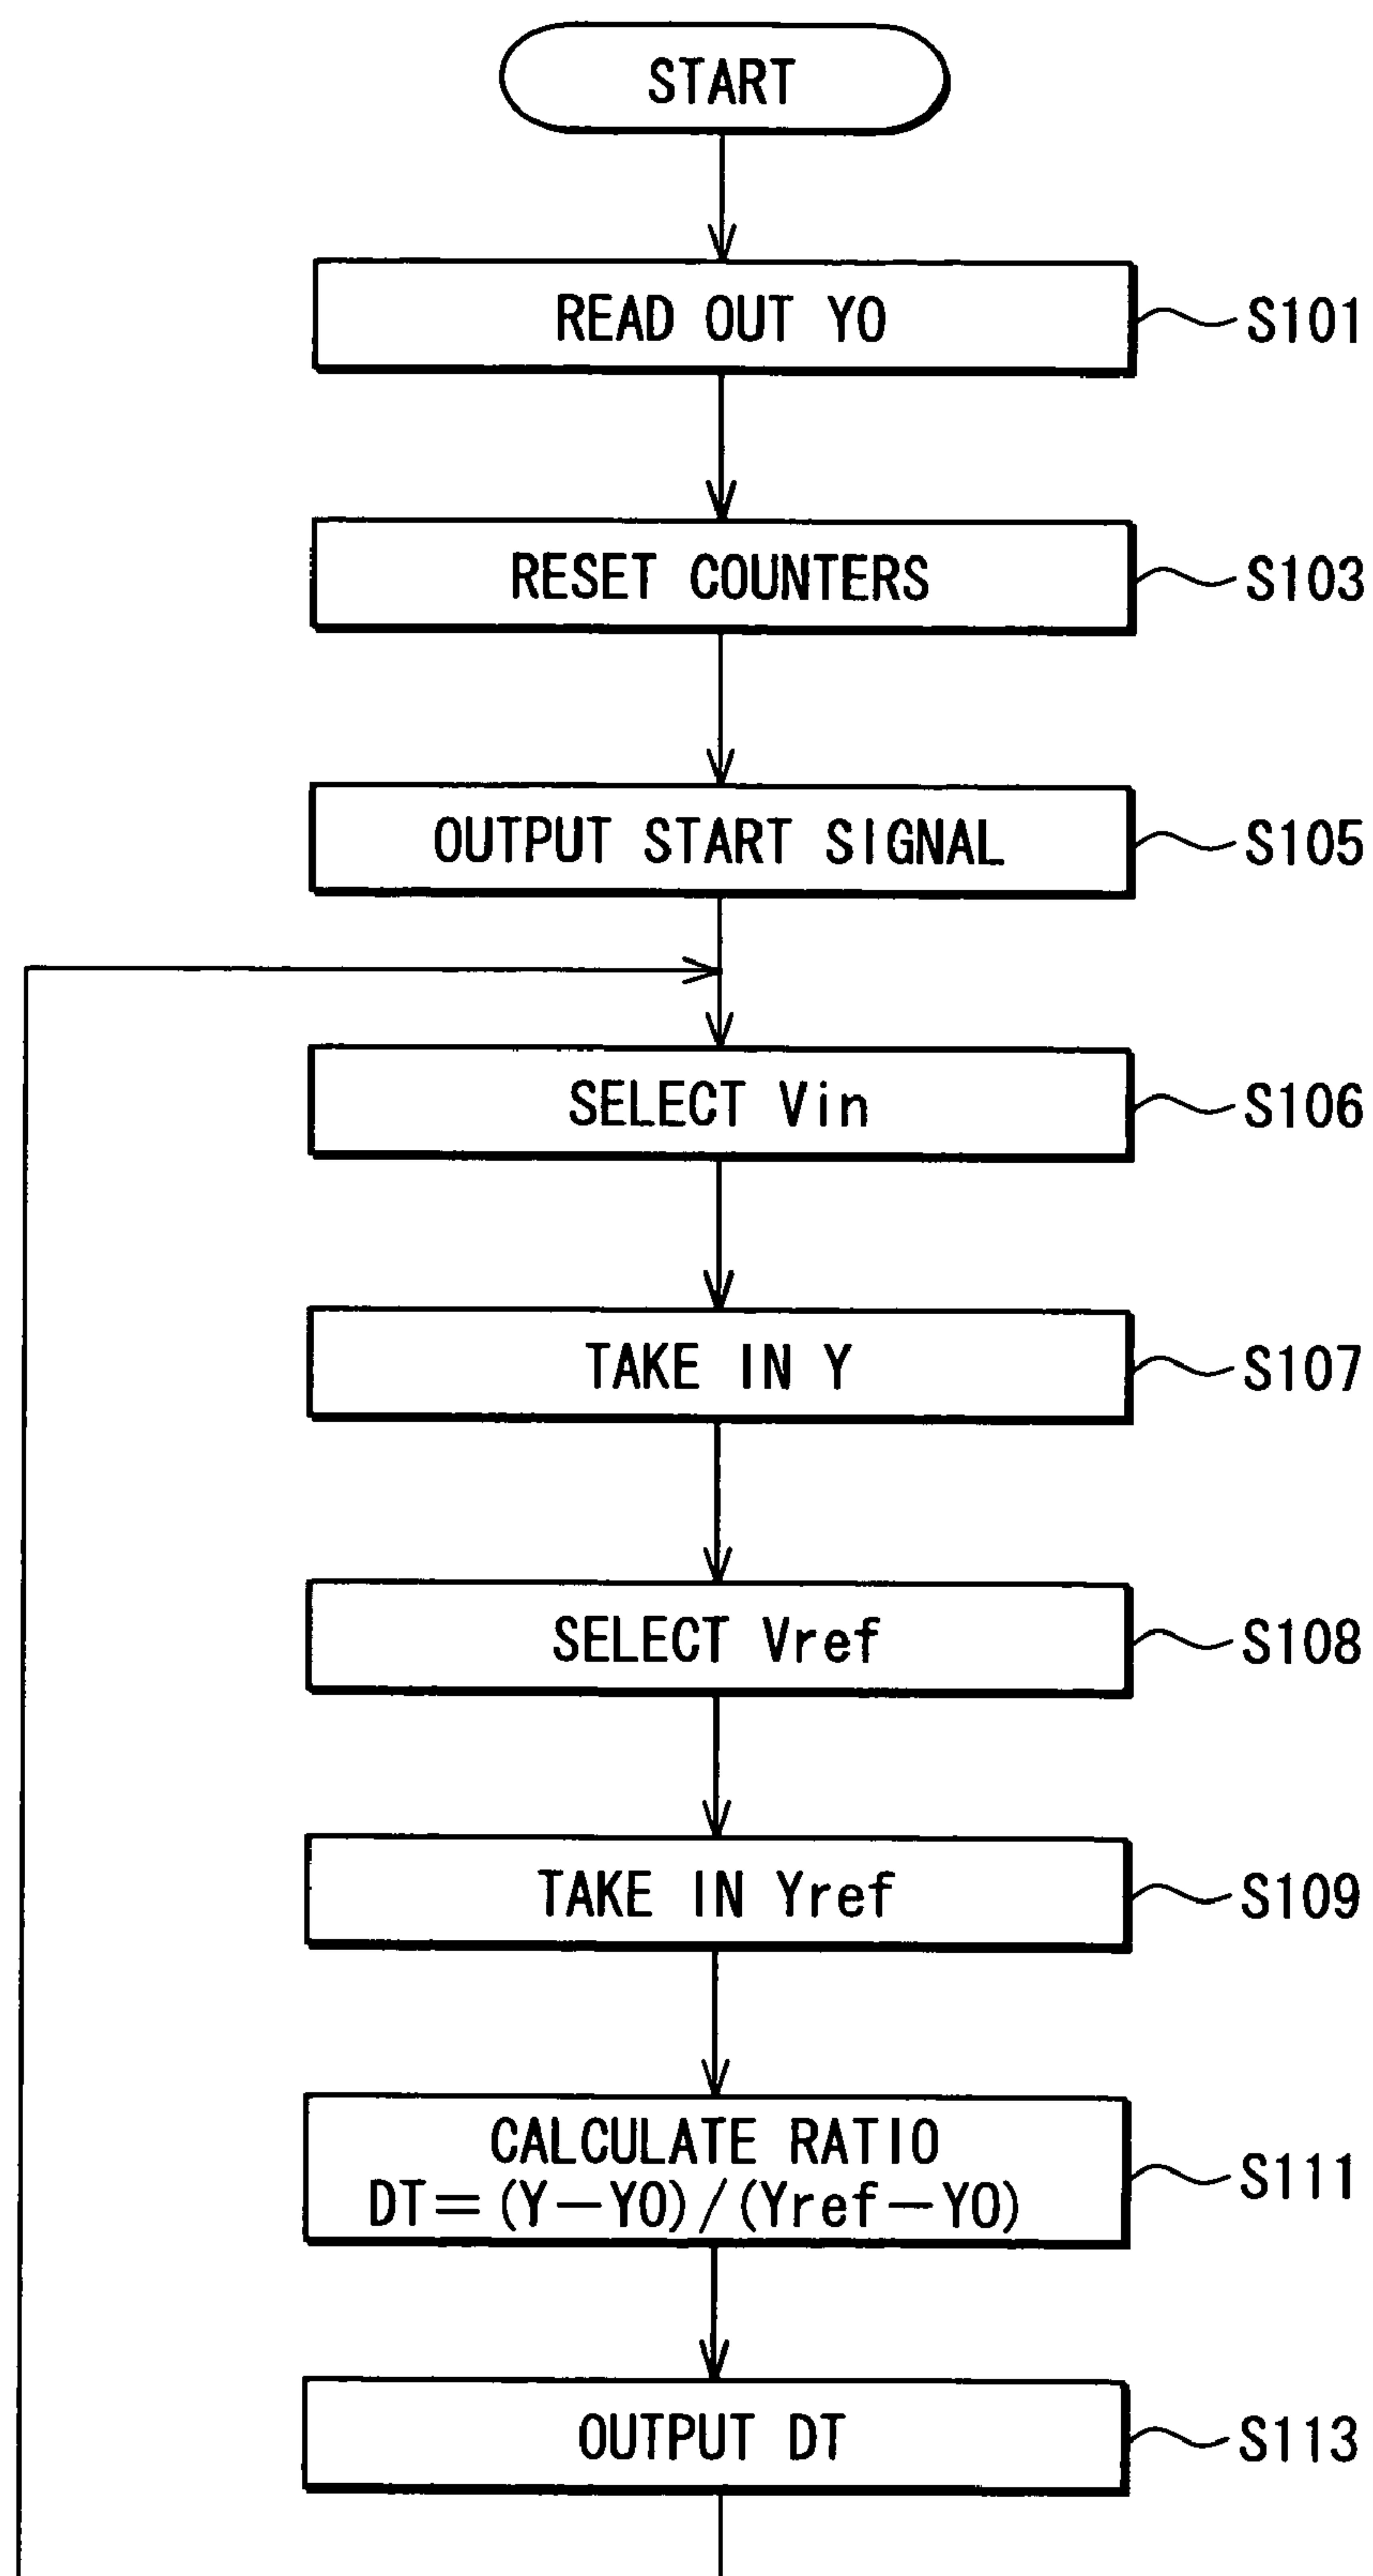 START
READ OUT Y0
S101
RESET COUNTERS
S103
OUTPUT START SIGNAL
S105
SELECT Vin
S106
TAKE IN Y
S107
SELECT Vref
S108
TAKE IN Yref
S109
CALCULATE RATIO
DT=(Y-Y0)/(Yref-Y0)
S111
OUTPUT DT
S113